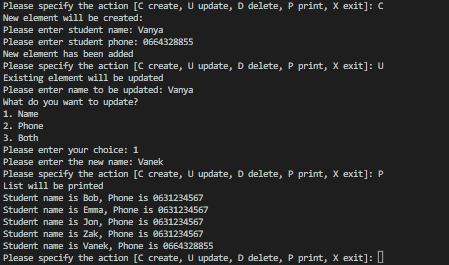 Please specify the action [C create, U update, D delete, P print, X exit]: C
New element will be created:
Please enter student name: Vanya
Please enter student phone: 0664328855
New element has been added
Please specify the action [C create, U update, D delete, P print, X exit]: U
Existing element will be updated
Please enter name to be updated: Vanya
What do you want to update?
1. Name
2. Phone
3. Both
Please enter your choice: 1
Please enter the new name: Vanek
Please specify the action [C create, U update, D delete, P print, X exit]: P
List will be printed
Student name is Bob, Phone is 0631234567
Student name is Emma, Phone is 0631234567
Student name is Jon, Phone is 0631234567
Student name is Zak, Phone is 0631234567
Student name is Vanek, Phone is 0664328855
Please specify the action [C create, U update, D delete, P print, X exit]: